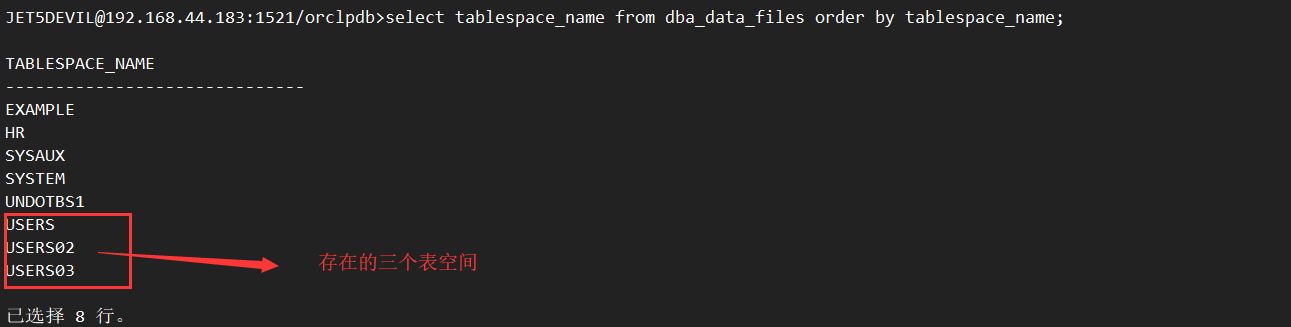 JET5DEVIL@192.168.44.183:1521/orclpdb>select tablespace_name from dba_data_files order by tablespace_name;
TABLESPACE_NAME
------------------------------
EXAMPLE
HR
SYSAUX
SYSTEM
UNDOTBS1
USERS
USERS02
存在的三个表空间
USERS03
已选择 8 行。